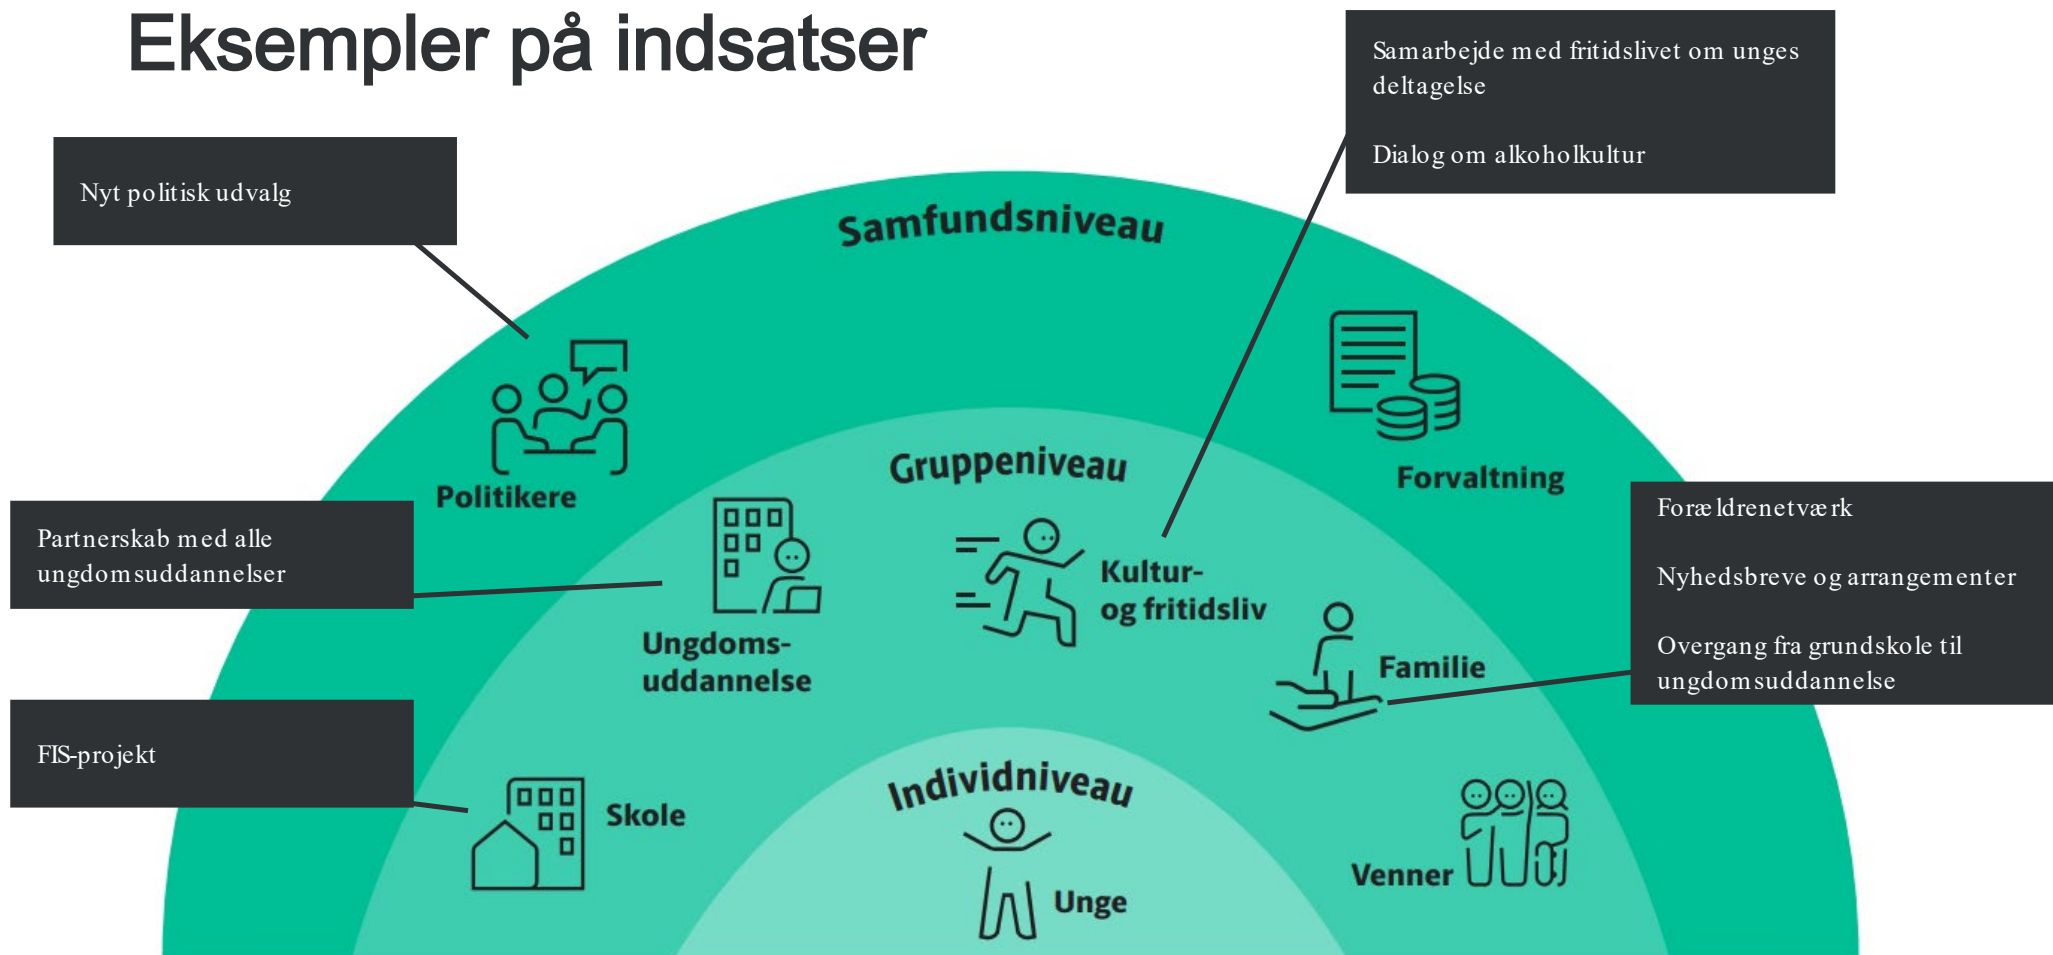 Eksempler på indsatser
Samarbejde med fritidslivet om unges
deltagelse
Dialog om alkoholkultur
Nyt politisk udvalg
Samfundsniveau
Politikere
Forvaltning
Gruppeniveau
Partnerskab med alle
ungdomsuddannelser
Ungdoms-
uddannelse
Kultur-
og fritidsliv
Familie
Forældrenetværk
Nyhedsbreve og arrangementer
Overgang fra grundskole til
ungdomsuddannelse
FIS-projekt
Skole
Individniveau
Unge
Venner